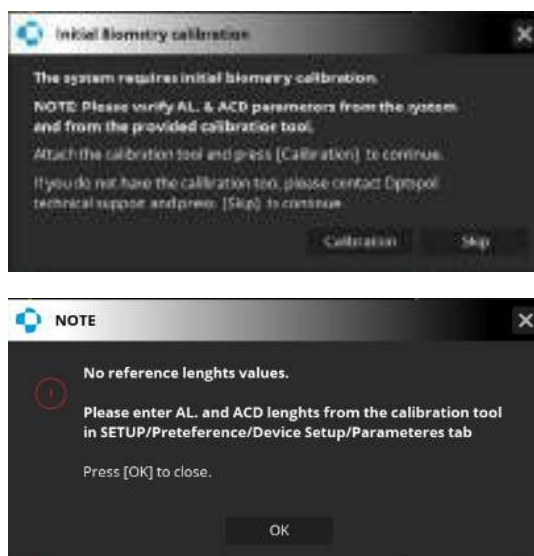 Initial Biometry calibration
The system requires initial biometry calibration.
NOTE: Please verify AL. & ACD parameters from the system
and from the provided calibration tool.
Attach the calibration tool and press [Calibration] to continue.
If you do not have the calibration tool, please contact Optopol
technical support and press [Skip] to continue
Calibration Skip
NOTE
No reference lenghts values.
Please enter AL. and ACD lenghts from the calibration tool
in SETUP/Preteference/Device Setup/Parameteres tab
Press [OK] to close.
OK